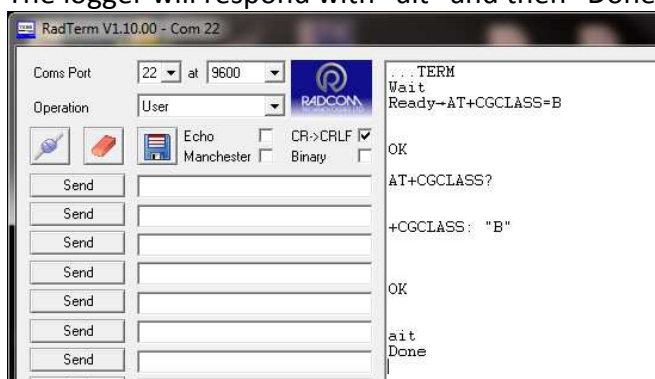 The logger will respond with "ait" and then "Done
RadTerm V1.10.00 - Com 22
Coms Port 22 at 9600
Operation User
RADCOM
Echo CR->CRLF
Manchester Binary
Send
Send
Send
Send
Send
Send
Send
...TERM
Wait
Ready→AT+CGCLASS=B
OK
AT+CGCLASS?
+CGCLASS: "B"
OK
ait
Done